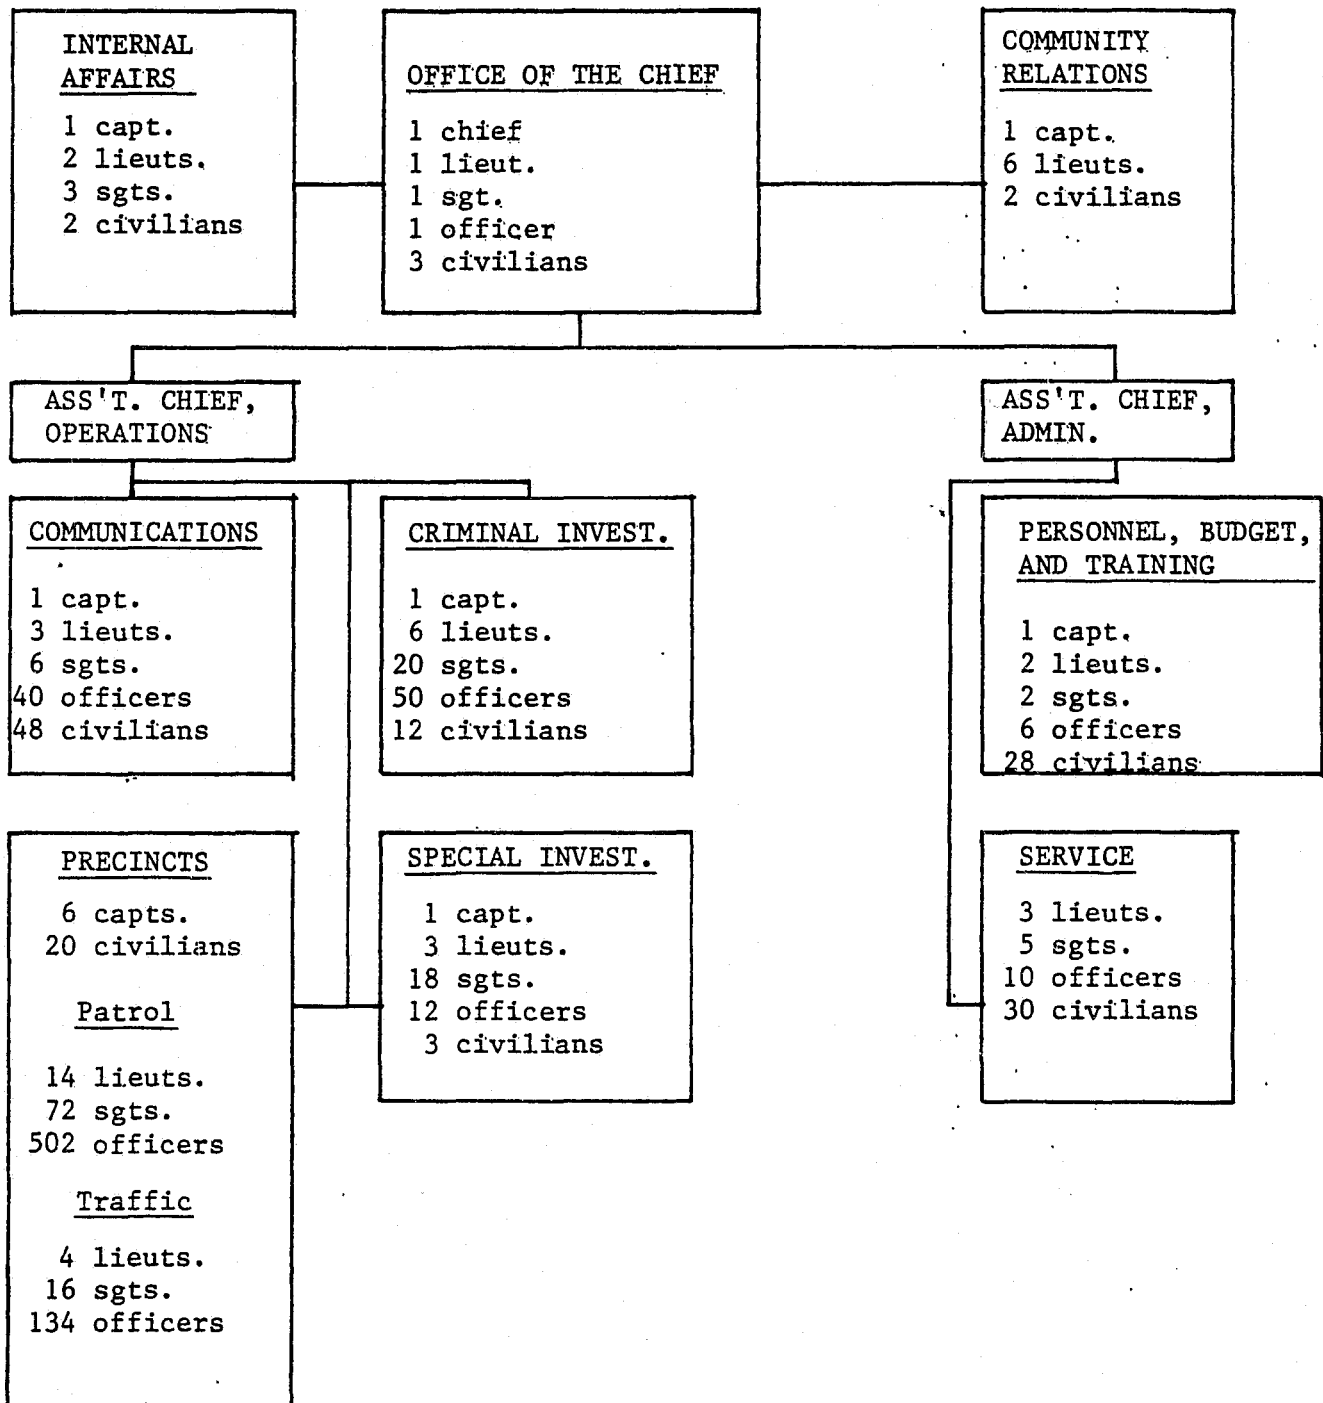 INTERNAL
AFFAIRS
1 capt.
2 lieuts.
3 sgts.
2 civilians
OFFICE OF THE CHIEF
1 chief
1 lieut.
1 sgt.
1 officer
3 civilians
COMMUNITY
RELATIONS
1 capt.
6 lieuts.
2 civilians
ASS'T. CHIEF,
OPERATIONS
ASS'T. CHIEF,
ADMIN.
COMMUNICATIONS
1 capt.
3 lieuts.
6 sgts.
40 officers
48 civilians
CRIMINAL INVEST.
1 capt.
6 lieuts.
20 sgts.
50 officers
12 civilians
PERSONNEL, BUDGET,
AND TRAINING
1 capt.
2 lieuts.
2 sgts.
6 officers
28 civilians
PRECINCTS
6 capts.
20 civilians
Patrol
14 lieuts.
72 sgts.
502 officers
Traffic
4 lieuts.
16 sgts.
134 officers
SPECIAL INVEST.
1 capt.
3 lieuts.
18 sgts.
12 officers
3 civilians
SERVICE
3 lieuts.
5 sgts.
10 officers
30 civilians